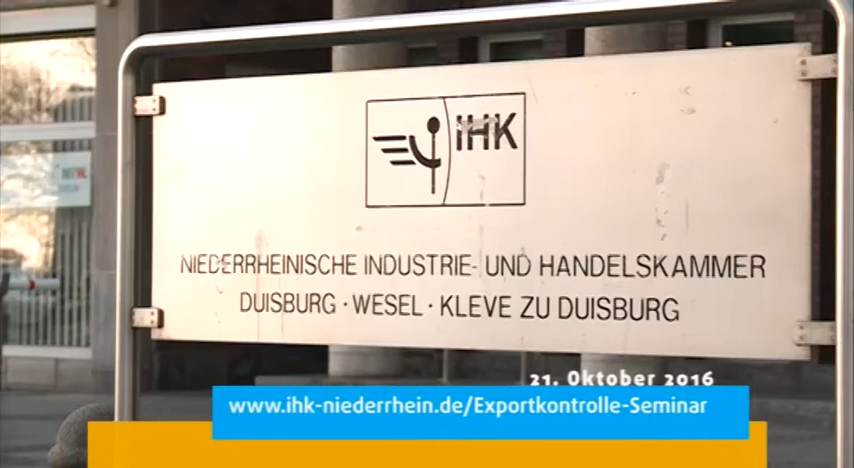 IHK
NIEDERRHEINISCHE INDUSTRIE- UND HANDELSKAMMER
DUISBURG · WESEL · KLEVE ZU DUISBURG
21. Oktober 2016
www.ihk-niederrhein.de/Exportkontrolle-Seminar